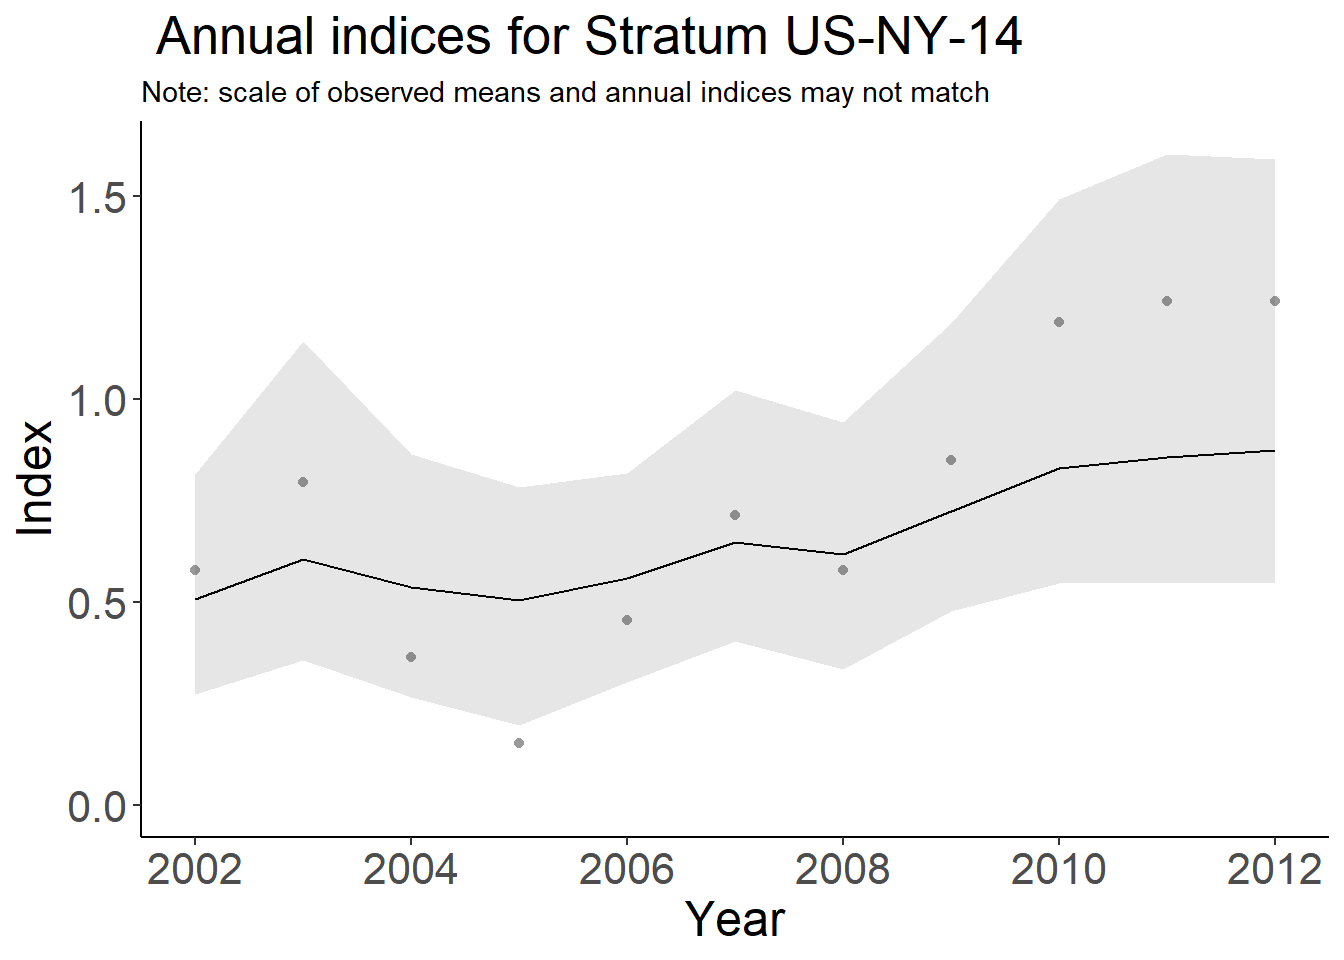 Annual indices for Stratum US-NY-14
Note: scale of observed means and annual indices may not match
1.5
1.0
0.5
0.0
Index
2002 2004 2006 2008 2010 2012
Year